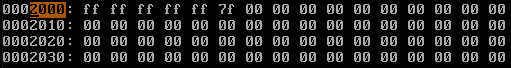 0002000: ff ff ff ff ff 7f 00 00 00 00 00 00 00 00 00 00
0002010: 00 00 00 00 00 00 00 00 00 00 00 00 00 00 00 00
0002020: 00 00 00 00 00 00 00 00 00 00 00 00 00 00 00 00
0002030: 00 00 00 00 00 00 00 00 00 00 00 00 00 00 00 00